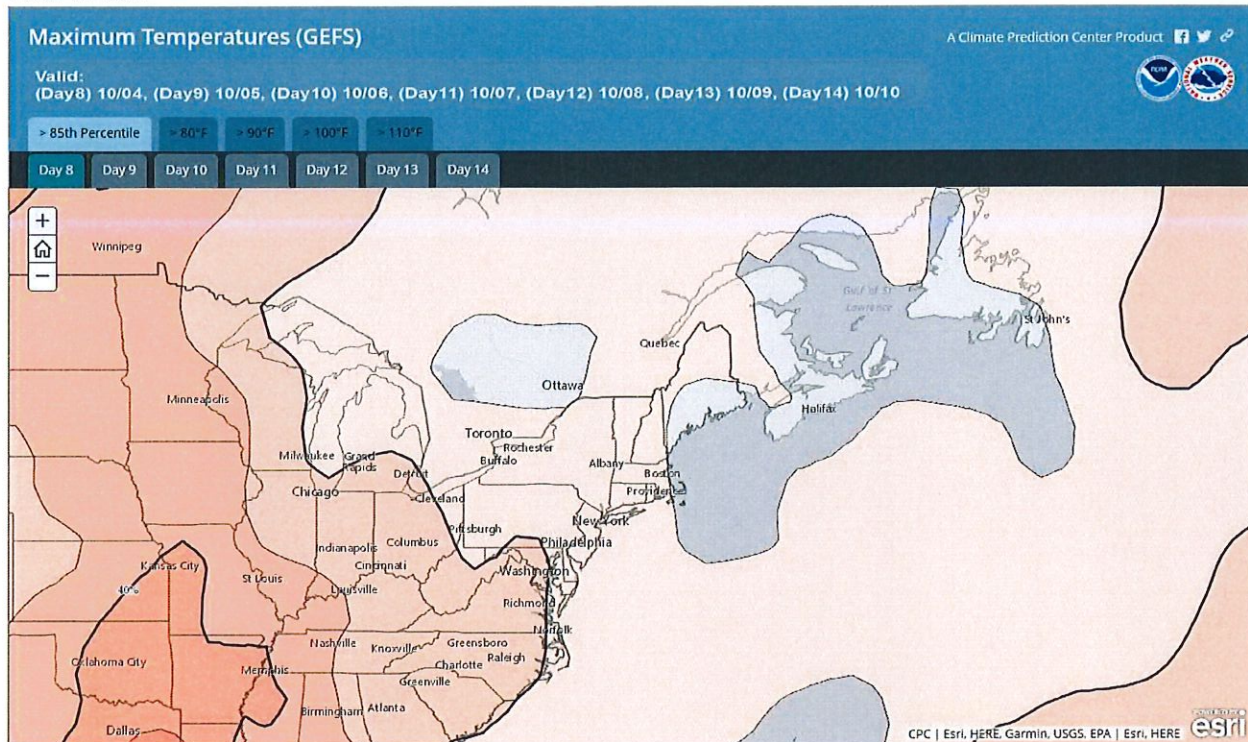 Maximum Temperatures (GEFS)
A Climate Prediction Center Product
Valid:
(Day8) 10/04, (Day9) 10/05, (Day10) 10/06, (Day11) 10/07, (Day12) 10/08, (Day13) 10/09, (Day14) 10/10
> 85th Percentile
> 80°F
> 90°F
> 100°F
> 110°F
Day 8
Day 9
Day 10
Day 11
Day 12
Day 13
Day 14
+
−
Winnipeg
Gulf of St
Lawrence
St John's
Quebec
Minneapolis
Ottawa
Halifax
Toronto
Rochester
Milwaukee
Grand
Rapids
Buffalo
Albany
Boston
Detroit
Chicago
Cleveland
Providence
New York
Pittsburgh
Columbus
Philadelphia
Indianapolis
Kansas City
Cincinnati
Washington
St Louis
40%
Louisville
Richmond
Norfolk
Nashville
Knoxville
Greensboro
Raleigh
Oklahoma City
Memphis
Charlotte
Greenville
Birmingham
Atlanta
Dallas
CPC | Esri, HERE, Garmin, USGS, EPA | Esri, HERE
esri